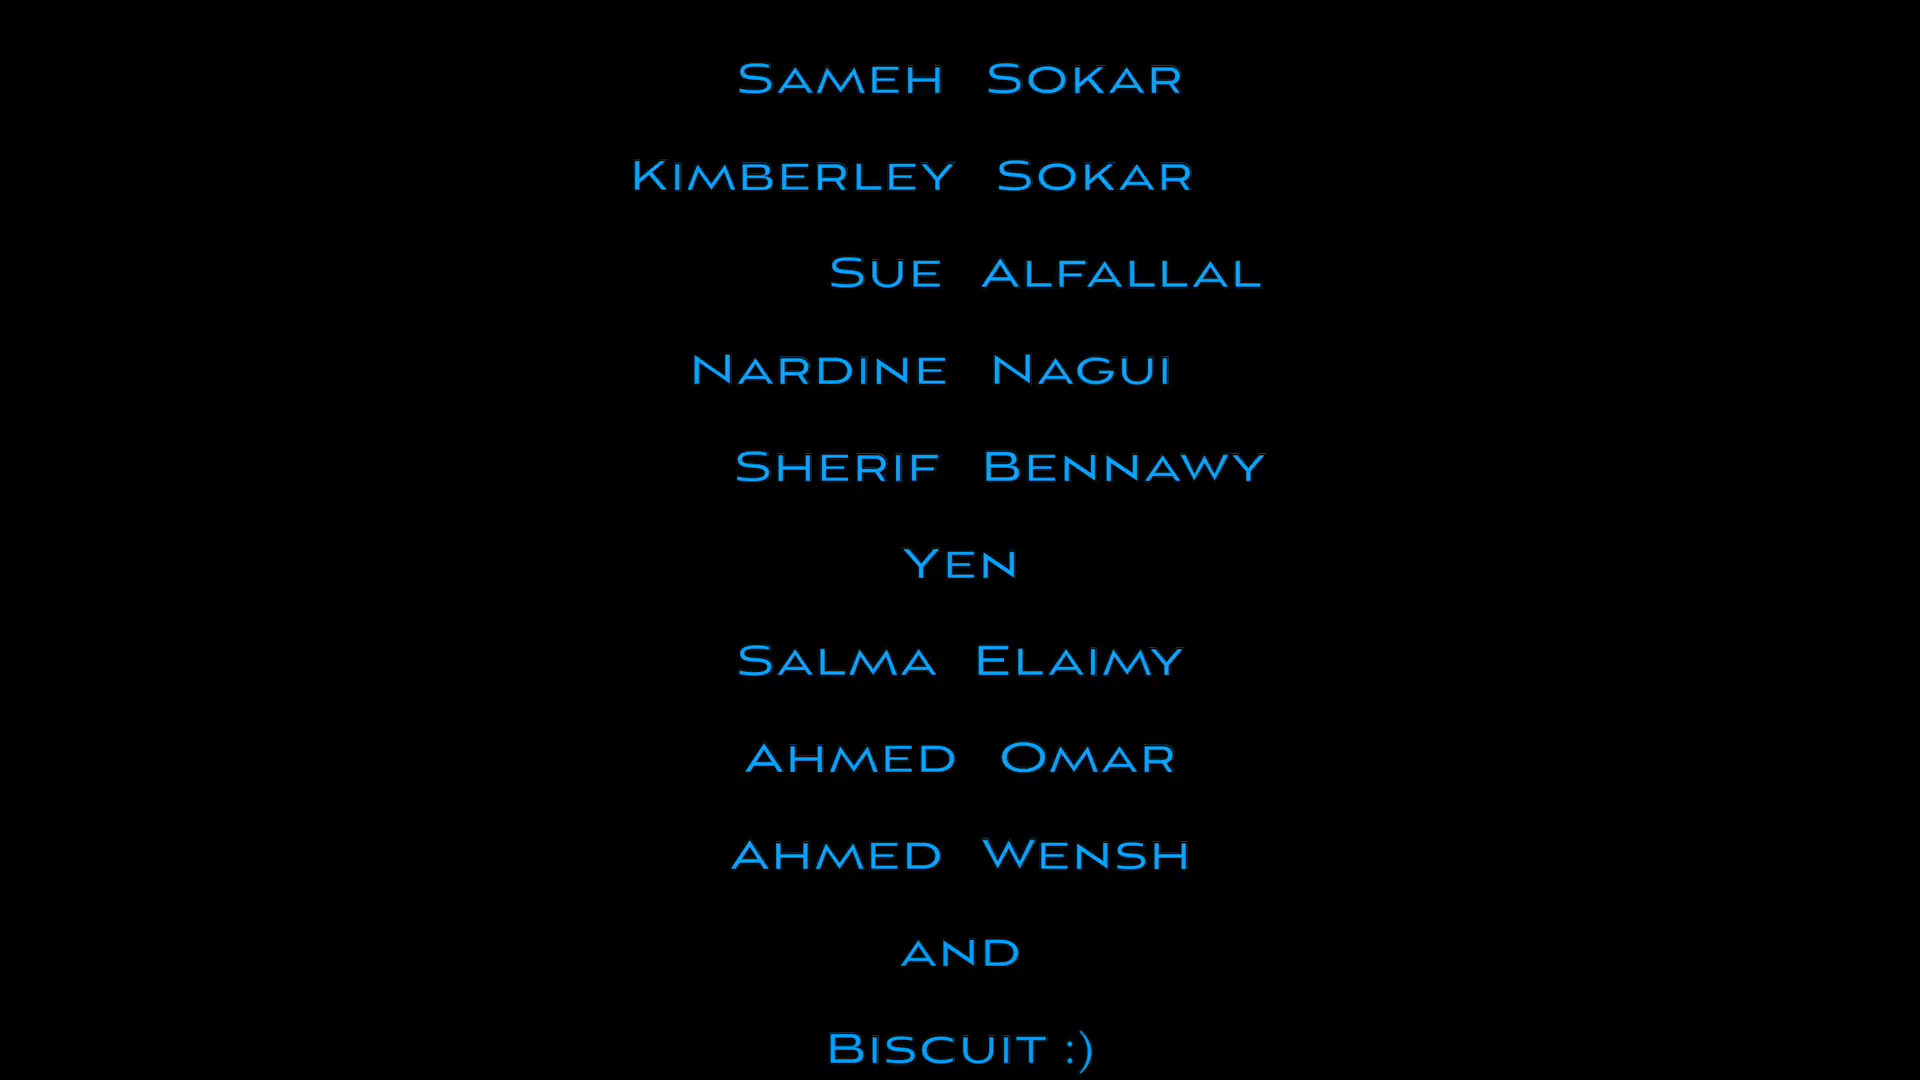 Sameh Sokar
Kimberley Sokar
Sue Alfallal
Nardine Nagui
Sherif Bennawy
Yen
Salma Elaimy
Ahmed Omar
Ahmed Wensh
and
Biscuit :)